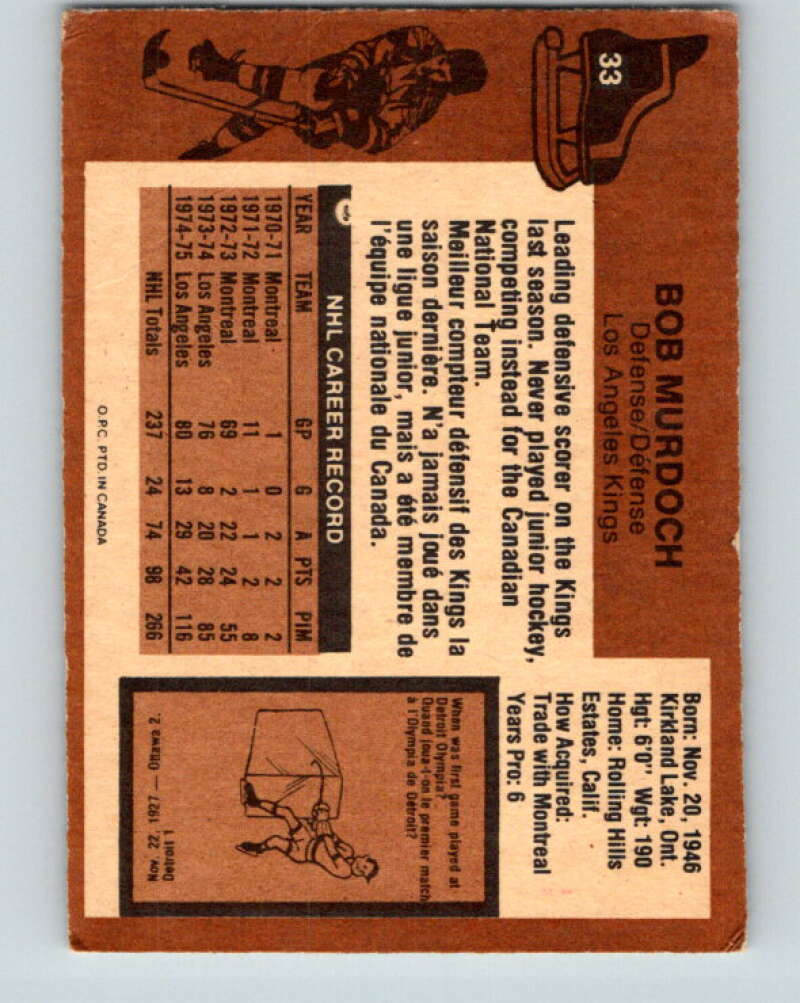 33
BOB MURDOCH
Defense/Défense
Los Angeles Kings
Born: Nov. 20, 1946
Kirkland Lake, Ont.
Hgt: 6'0" Wgt: 190
Home: Rolling Hills
Estates, Calif.
How Acquired:
Trade with Montreal
Years Pro: 6
Leading defensive scorer on the Kings
last season. Never played junior hockey,
competing instead for the Canadian
National Team.
Meilleur compteur défensif des Kings la
saison dernière. N'a jamais joué dans
une ligue junior, mais a été membre de
l'équipe nationale du Canada.
NHL CAREER RECORD
YEAR TEAM GP G A PTS PIM
1970-71 Montreal 1 0 2 2 2
1971-72 Montreal 11 1 1 2 8
1972-73 Montreal 69 2 22 24 55
1973-74 Los Angeles 76 8 20 28 85
1974-75 Los Angeles 80 13 29 42 116
NHL Totals 237 24 74 98 266
O.P.C. PTD. IN CANADA
When was first game played at
Detroit Olympia?
Quand joua-t-on le premier match
à l'Olympia de Détroit?
Nov. 22, 1927 — Ottawa 2,
Detroit 1